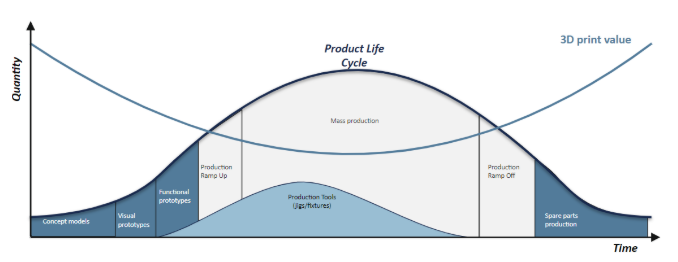 Product Life
Cycle
3D print value
Quantity
Mass production
Production
Ramp Up
Production
Ramp Off
Functional
prototypes
Production Tools
(jigs/fixtures)
Concept models
Visual
prototypes
Spare parts
production
Time